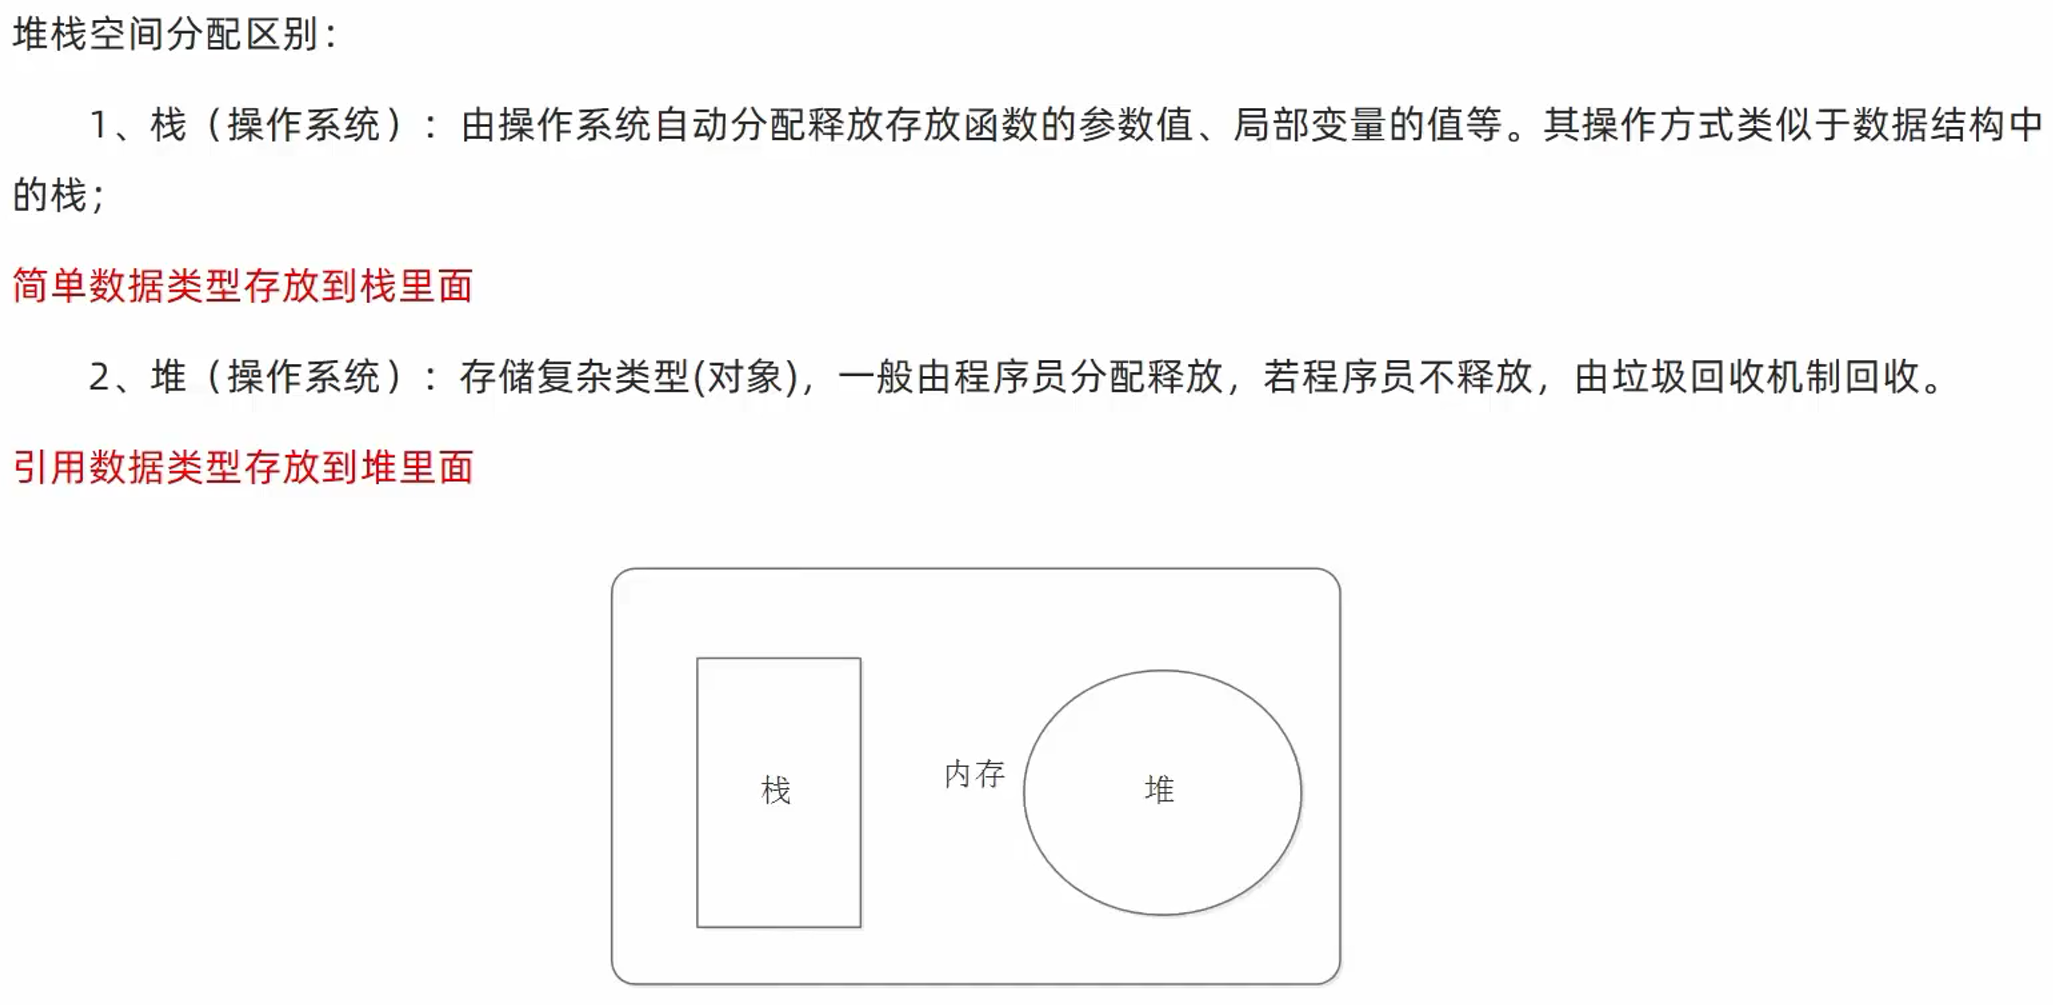 堆栈空间分配区别：
1、栈（操作系统）：由操作系统自动分配释放存放函数的参数值、局部变量的值等。其操作方式类似于数据结构中
的栈；
简单数据类型存放到栈里面
2、堆（操作系统）：存储复杂类型(对象)，一般由程序员分配释放，若程序员不释放，由垃圾回收机制回收。
引用数据类型存放到堆里面
内存
栈
堆